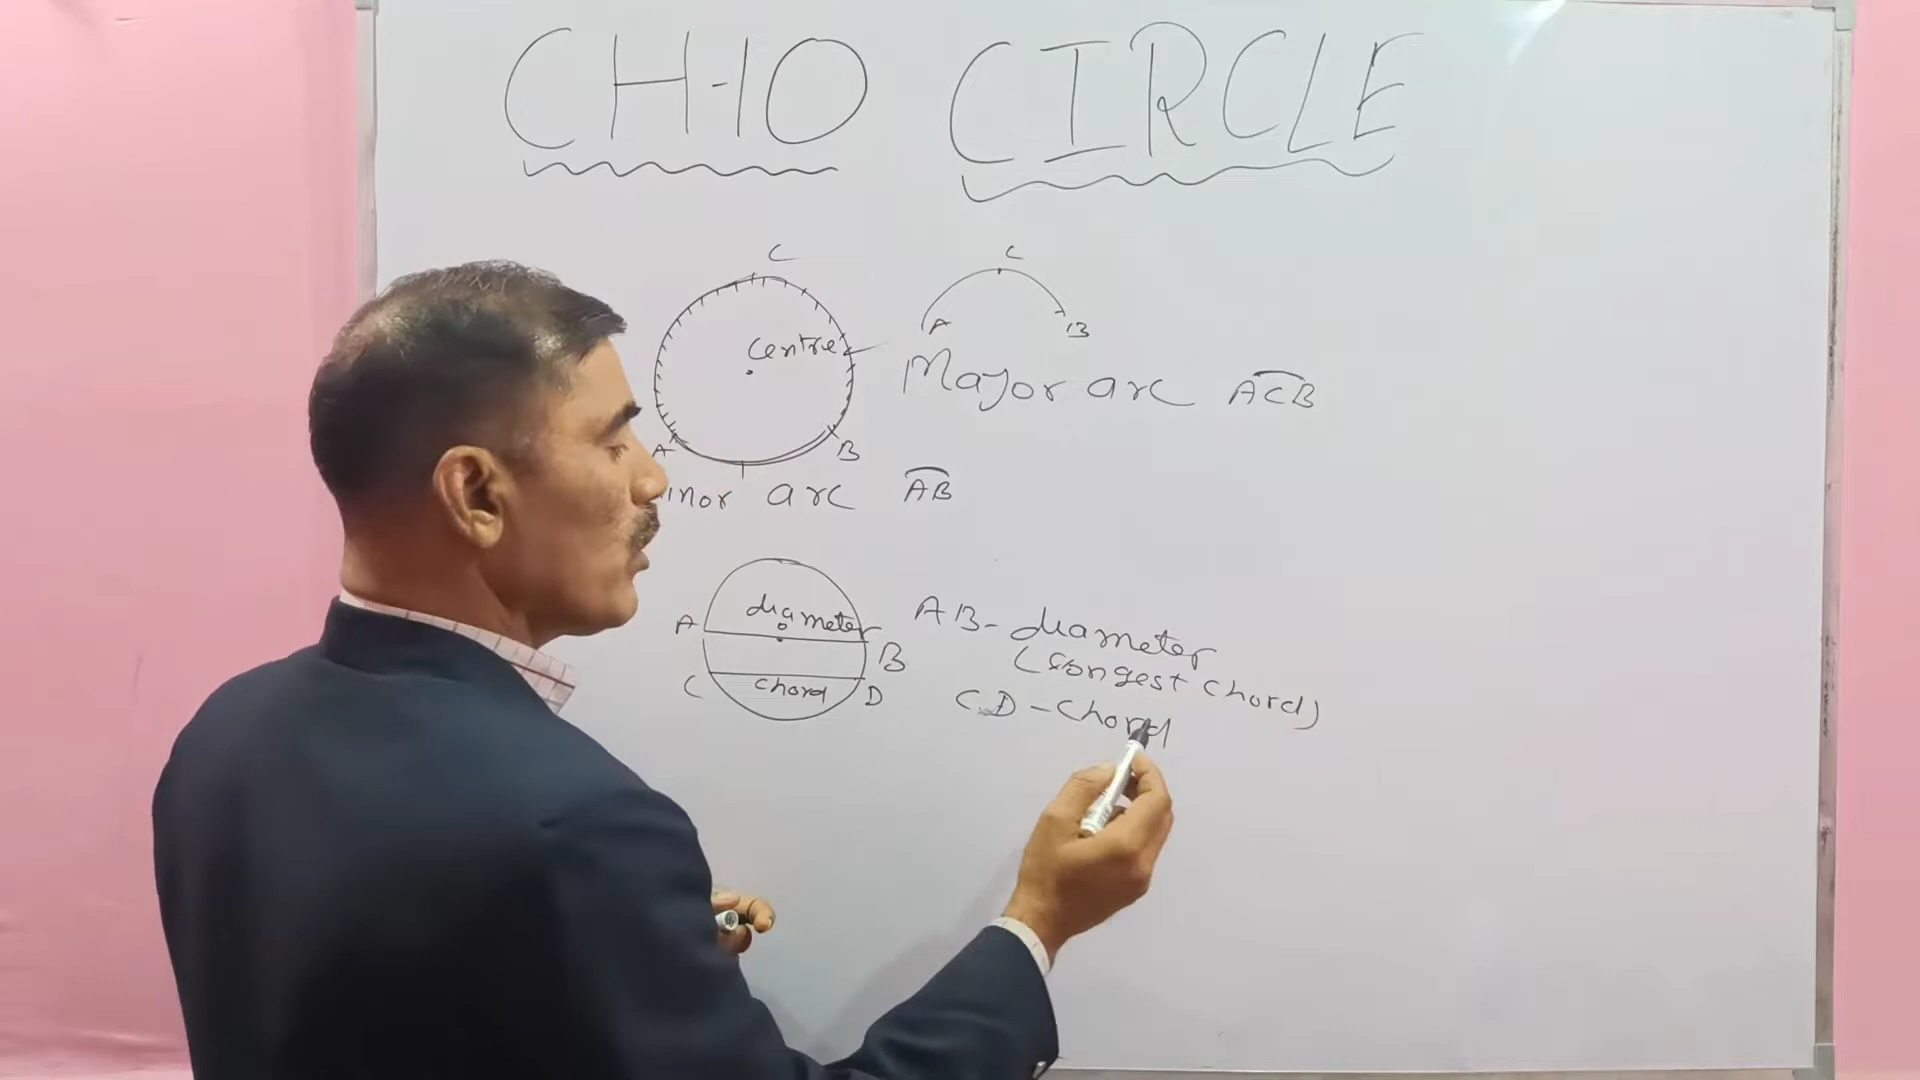 CH-10 CIRCLE
C
centre
A
B
inor arc AB
C
A
B
Major arc ACB
diameter
O
A
B
C
chord
D
AB- diameter
(Longest chord)
CD - Chord